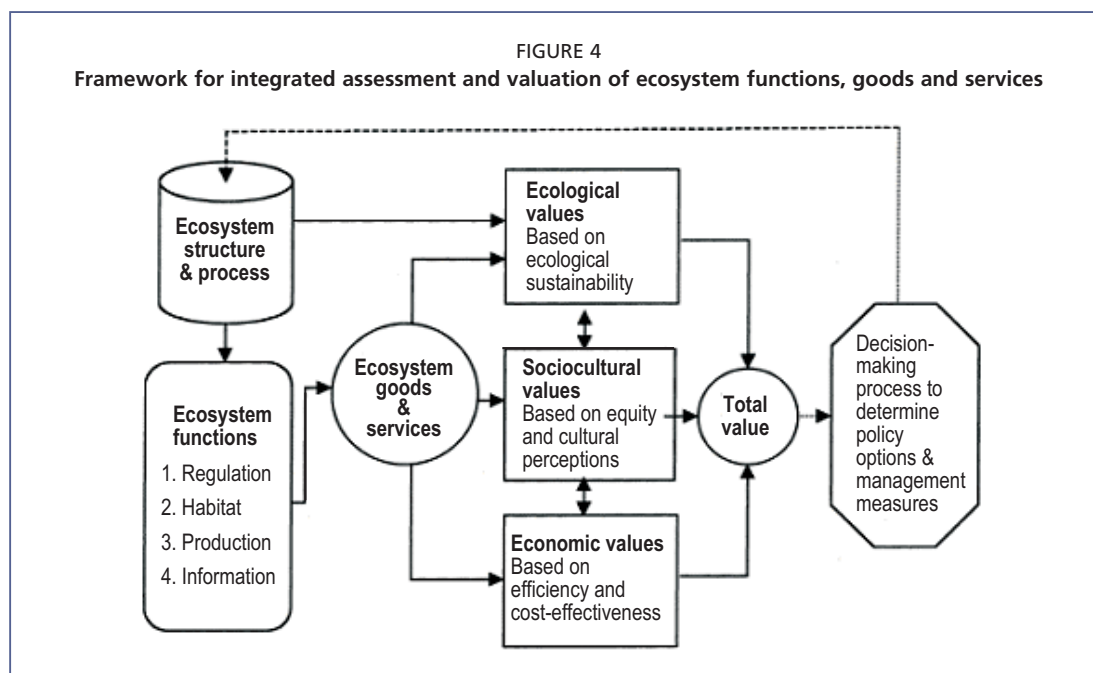 FIGURE 4
Framework for integrated assessment and valuation of ecosystem functions, goods and services
Ecosystem
structure
& process
Ecosystem
functions
1. Regulation
2. Habitat
3. Production
4. Information
Ecosystem
goods
&
services
Ecological
values
Based on
ecological
sustainability
Sociocultural
values
Based on equity
and cultural
perceptions
Economic values
Based on
efficiency and
cost-effectiveness
Total
value
Decision-
making
process to
determine
policy
options &
management
measures